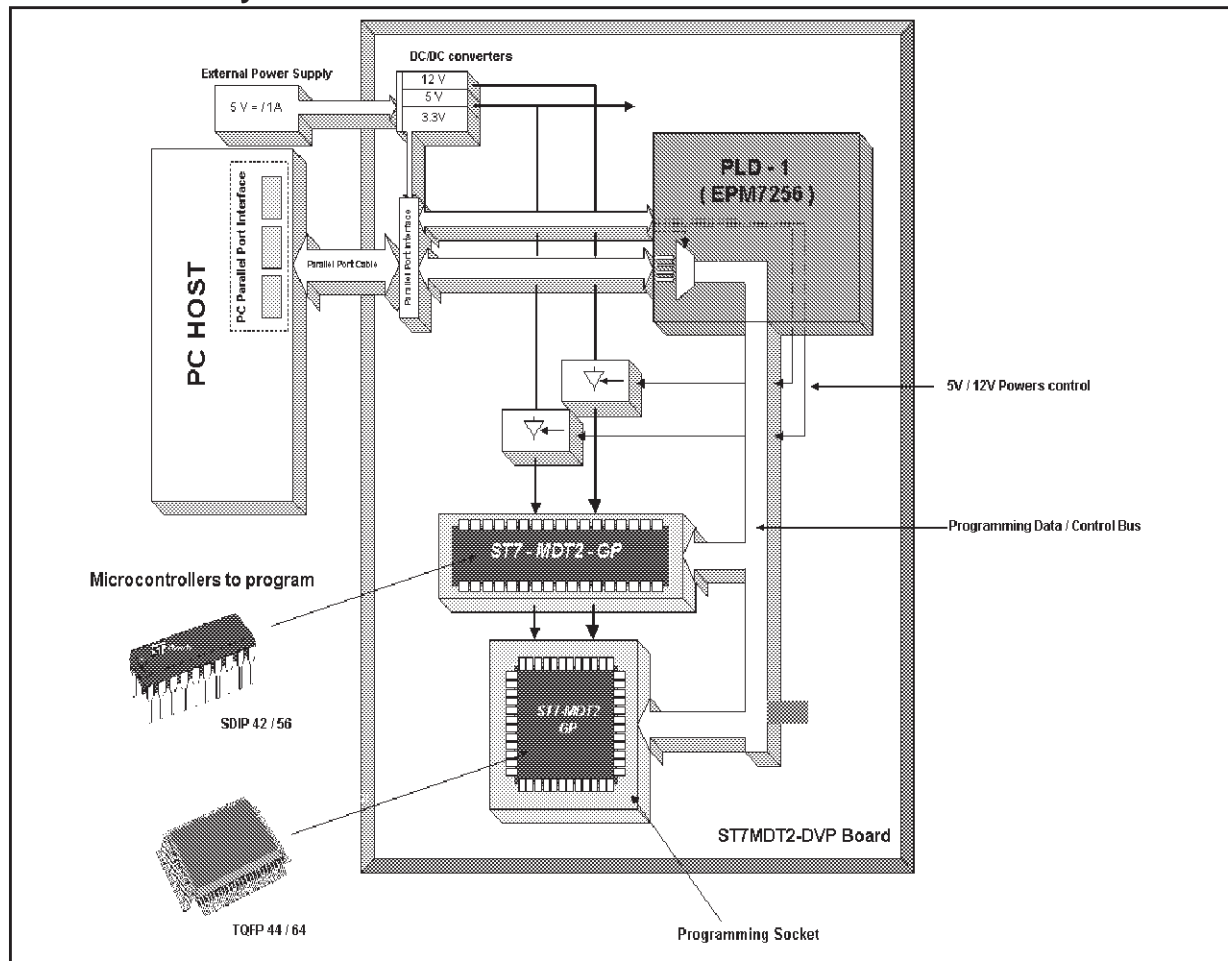 DC/DC converters
External Power Supply
12 V
5 V
3.3V
5 V = / 1A
PLD - 1
( EPM7256 )
PC HOST
PC Parallel Port Interface
Parallel Port Cable
Parallel Port Interface
5V / 12V Powers control
Programming Data / Control Bus
ST7 - MDT2 - GP
Microcontrollers to program
SDIP 42 / 56
ST7-MDT2
GP
ST7MDT2-DVP Board
TQFP 44 / 64
Programming Socket